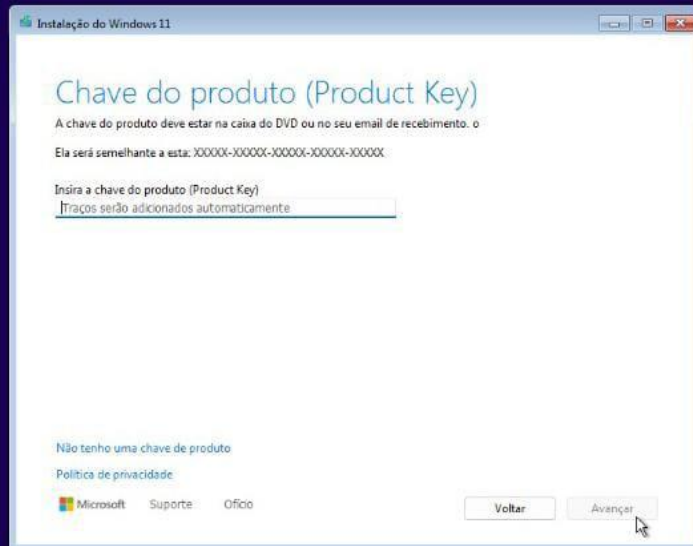 Instalação do Windows 11
Chave do produto (Product Key)
A chave do produto deve estar na caixa do DVD ou no seu email de recebimento. o
Ela será semelhante a esta: XXXXX-XXXXX-XXXXX-XXXXX-XXXXX
Insira a chave do produto (Product Key)
Traços serão adicionados automaticamente
Não tenho uma chave de produto
Política de privacidade
Microsoft Suporte Ofício Voltar Avançar